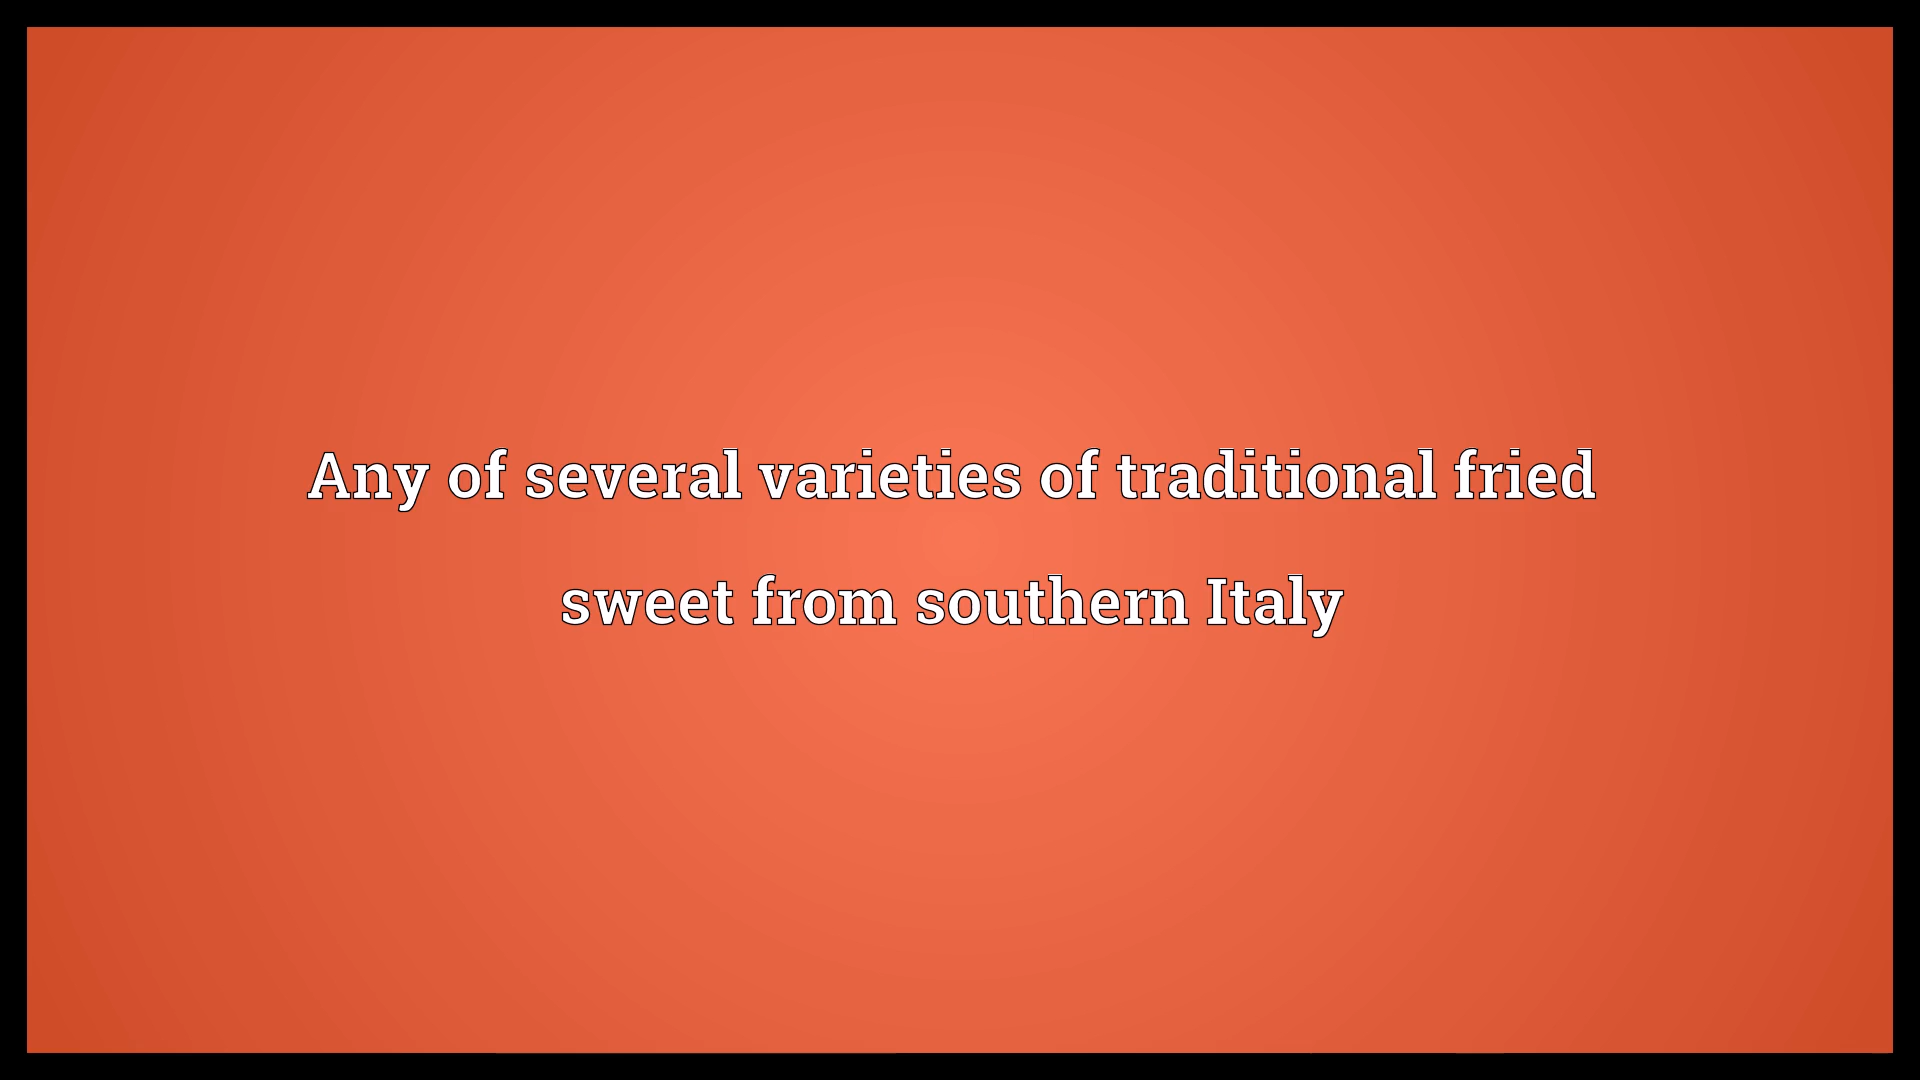 Any of several varieties of traditional fried
sweet from southern Italy